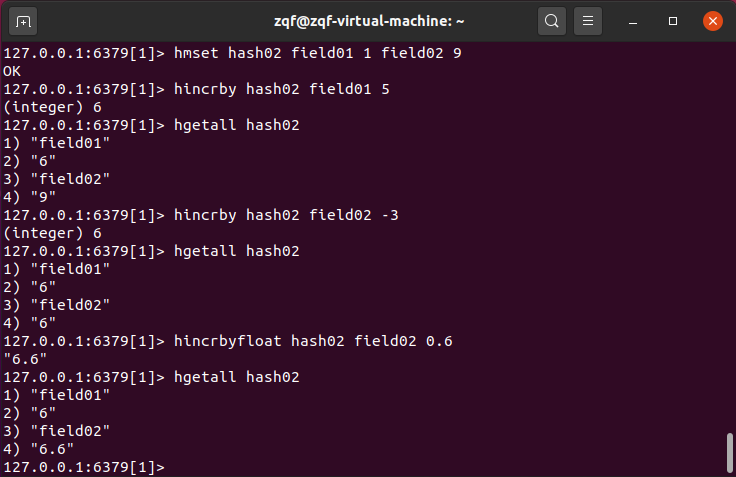 zqf@zqf-virtual-machine: ~
127.0.0.1:6379[1]> hmset hash02 field01 1 field02 9
OK
127.0.0.1:6379[1]> hincrby hash02 field01 5
(integer) 6
127.0.0.1:6379[1]> hgetall hash02
1) "field01"
2) "6"
3) "field02"
4) "9"
127.0.0.1:6379[1]> hincrby hash02 field02 -3
(integer) 6
127.0.0.1:6379[1]> hgetall hash02
1) "field01"
2) "6"
3) "field02"
4) "6"
127.0.0.1:6379[1]> hincrbyfloat hash02 field02 0.6
"6.6"
127.0.0.1:6379[1]> hgetall hash02
1) "field01"
2) "6"
3) "field02"
4) "6.6"
127.0.0.1:6379[1]>